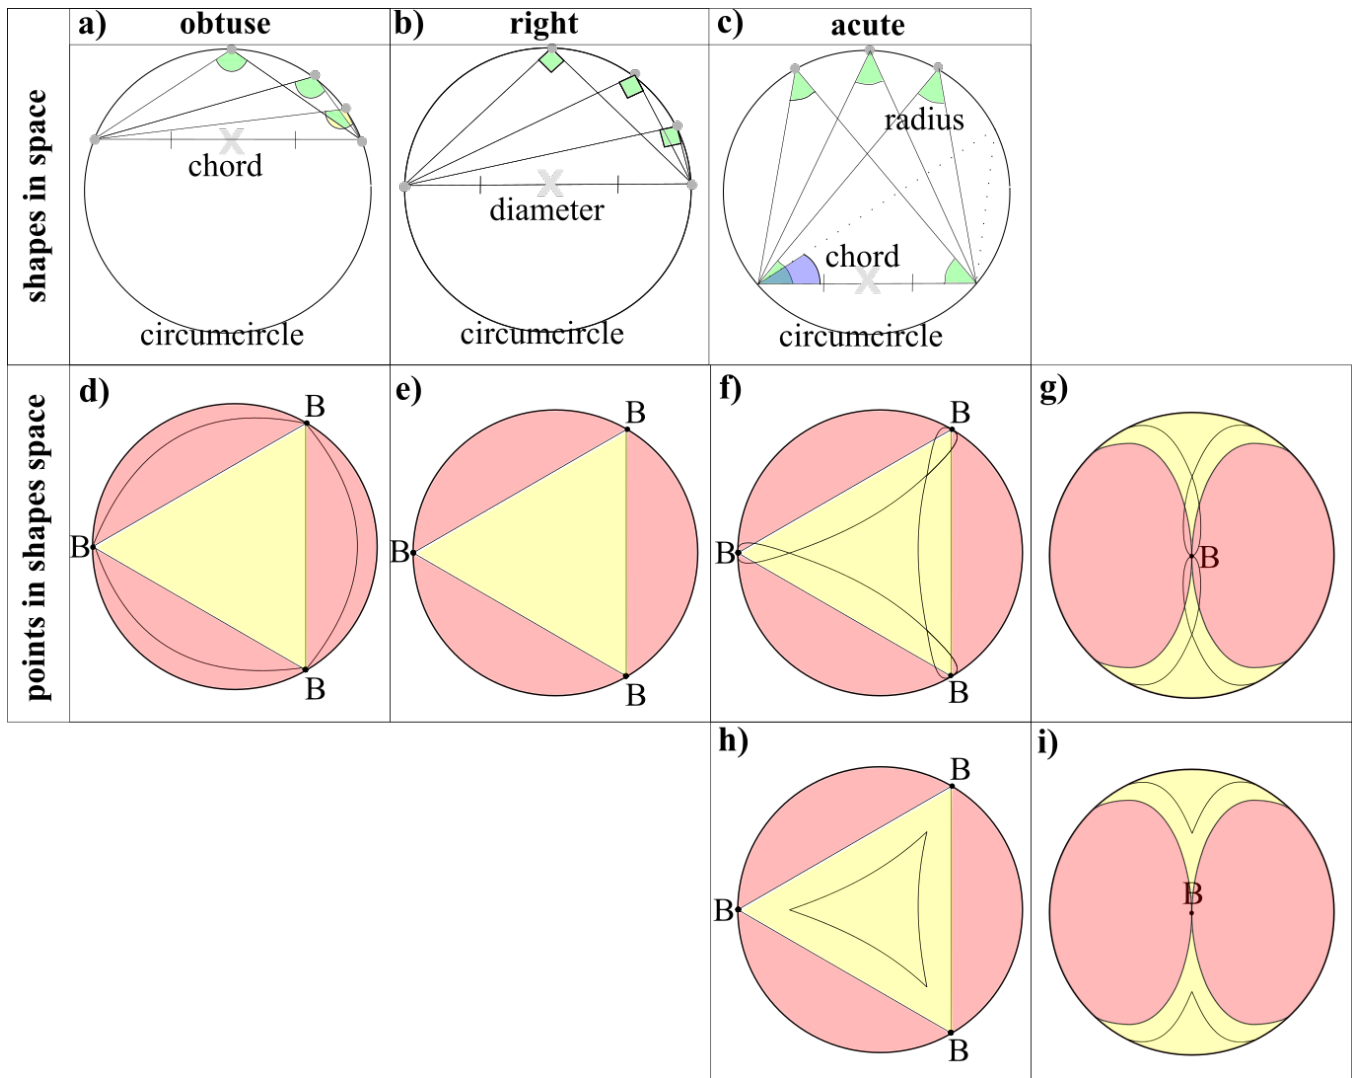 a) obtuse
b) right
c) acute
shapes in space
chord
circumcircle
diameter
circumcircle
radius
chord
circumcircle
points in shapes space
d)
B
B
B
e)
B
B
B
f)
B
B
B
g)
B
h)
B
B
B
i)
B